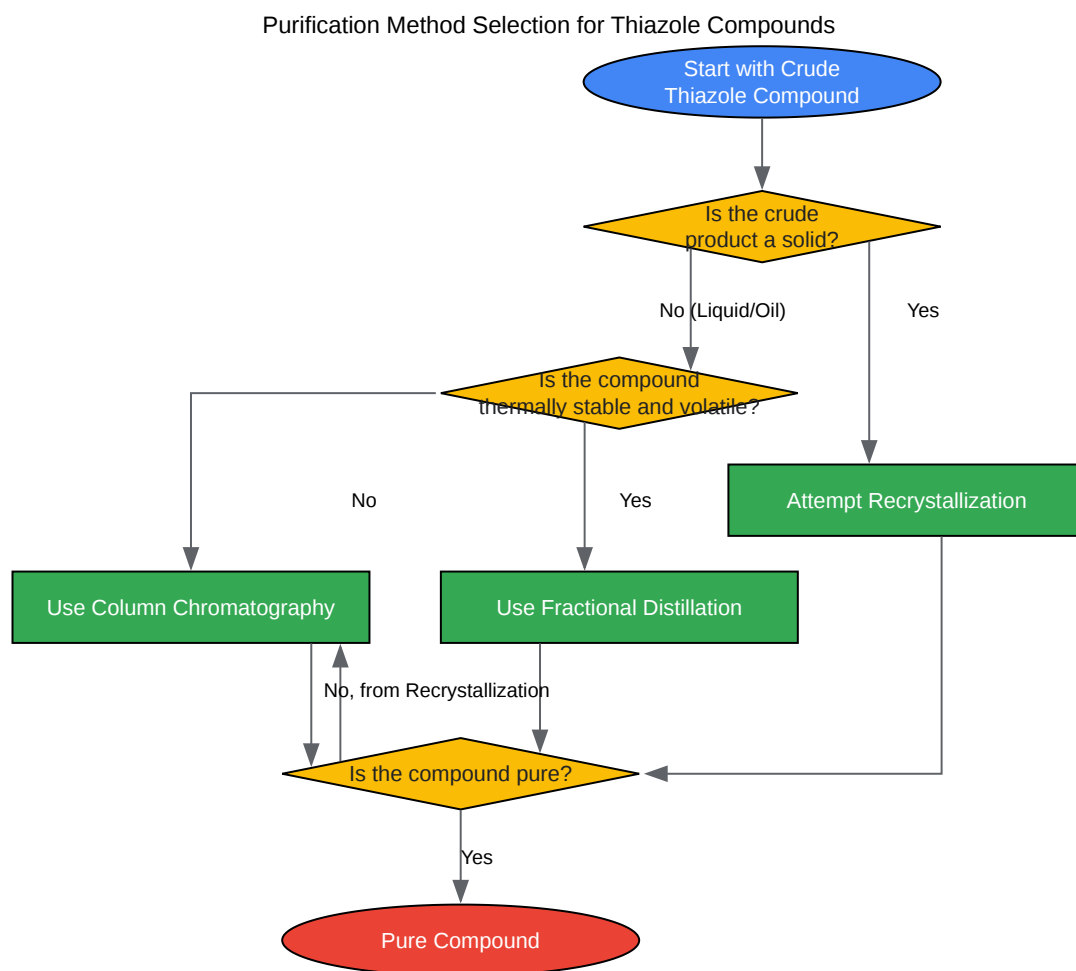 Purification Method Selection for Thiazole Compounds
Start with Crude
Thiazole Compound
Is the crude
product a solid?
No (Liquid/Oil)
Yes
Is the compound
thermally stable and volatile?
No
Yes
Attempt Recrystallization
Use Column Chromatography
Use Fractional Distillation
No, from Recrystallization
Is the compound pure?
Yes
Pure Compound